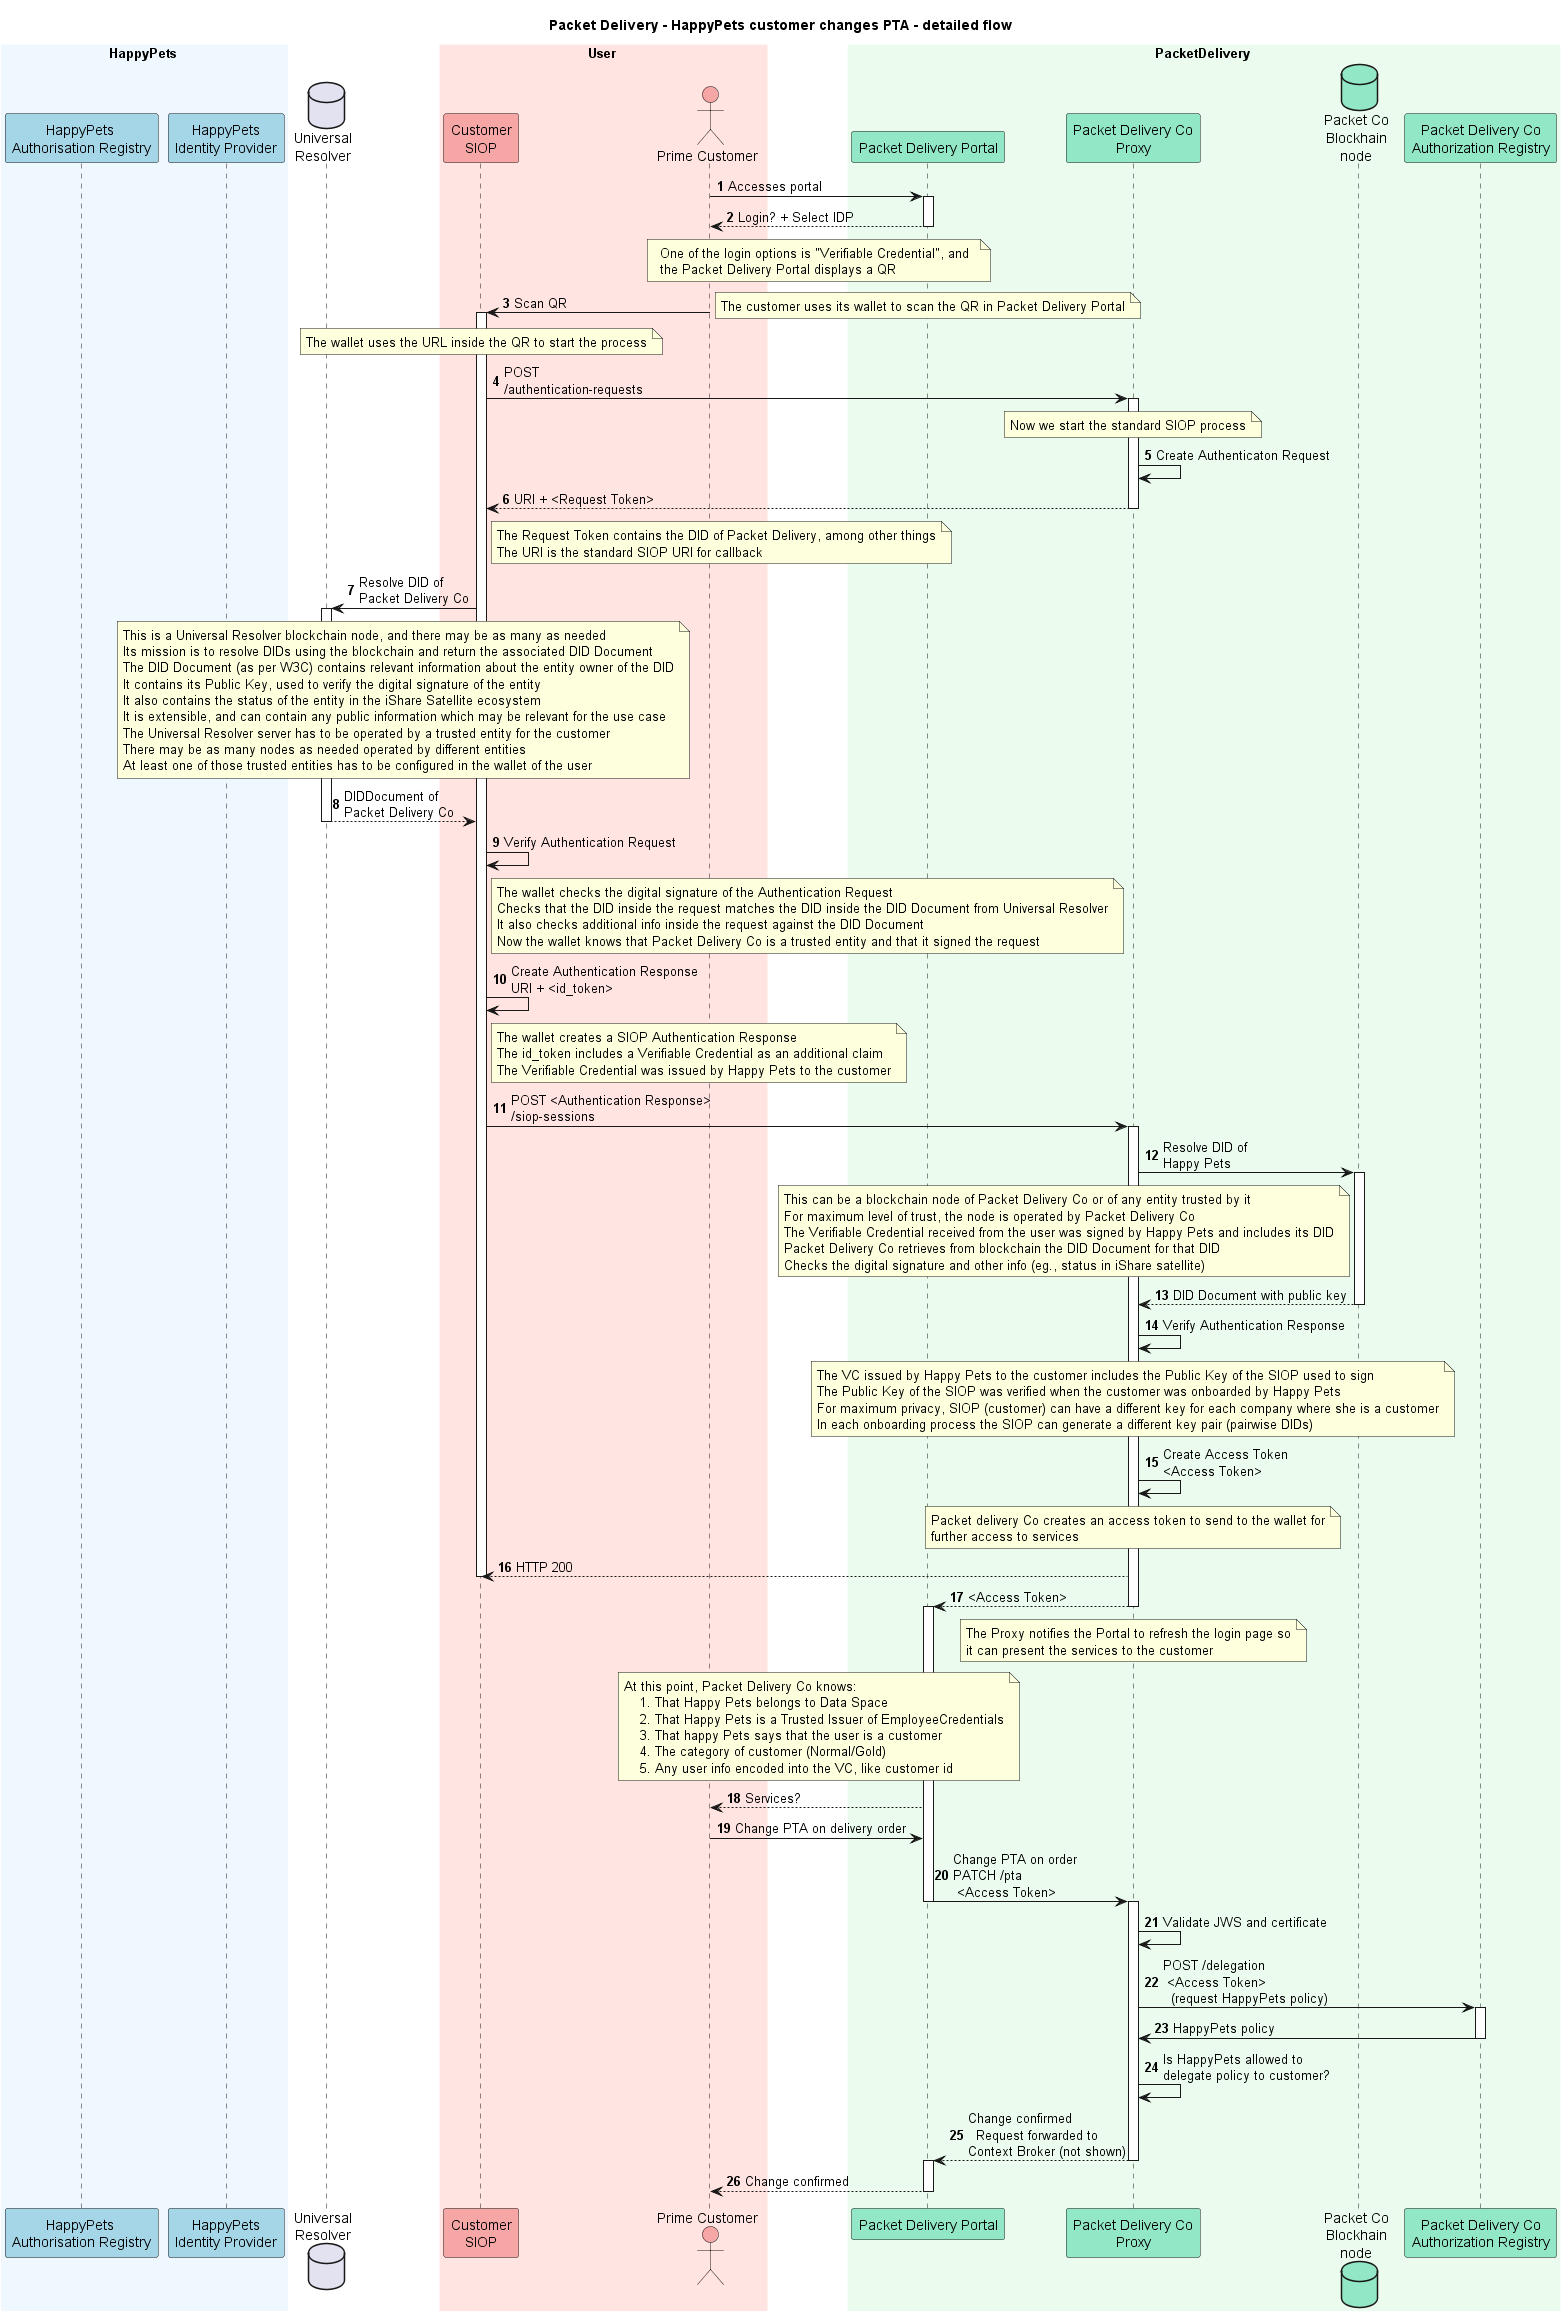 Packet Delivery - HappyPets customer changes PTA - detailed flow
HappyPets
User
PacketDelivery
HappyPets
Authorisation Registry
HappyPets
Identity Provider
Universal
Resolver
Customer
SIOP
Prime Customer
Packet Delivery Portal
Packet Delivery Co
Proxy
Packet Co
Blockhain
node
Packet Delivery Co
Authorization Registry
1 Accesses portal
2 Login? + Select IDP
One of the login options is "Verifiable Credential", and
the Packet Delivery Portal displays a QR
3 Scan QR
The customer uses its wallet to scan the QR in Packet Delivery Portal
The wallet uses the URL inside the QR to start the process
4 POST
/authentication-requests
Now we start the standard SIOP process
5 Create Authenticaton Request
6 URI + <Request Token>
The Request Token contains the DID of Packet Delivery, among other things
The URI is the standard SIOP URI for callback
7 Resolve DID of
Packet Delivery Co
This is a Universal Resolver blockchain node, and there may be as many as needed
Its mission is to resolve DIDs using the blockchain and return the associated DID Document
The DID Document (as per W3C) contains relevant information about the entity owner of the DID
It contains its Public Key, used to verify the digital signature of the entity
It also contains the status of the entity in the iShare Satellite ecosystem
It is extensible, and can contain any public information which may be relevant for the use case
The Universal Resolver server has to be operated by a trusted entity for the customer
There may be as many nodes as needed operated by different entities
At least one of those trusted entities has to be configured in the wallet of the user
8 DIDDocument of
Packet Delivery Co
9 Verify Authentication Request
The wallet checks the digital signature of the Authentication Request
Checks that the DID inside the request matches the DID inside the DID Document from Universal Resolver
It also checks additional info inside the request against the DID Document
Now the wallet knows that Packet Delivery Co is a trusted entity and that it signed the request
10 Create Authentication Response
URI + <id_token>
The wallet creates a SIOP Authentication Response
The id_token includes a Verifiable Credential as an additional claim
The Verifiable Credential was issued by Happy Pets to the customer
11 POST <Authentication Response>
/siop-sessions
12 Resolve DID of
Happy Pets
This can be a blockchain node of Packet Delivery Co or of any entity trusted by it
For maximum level of trust, the node is operated by Packet Delivery Co
The Verifiable Credential received from the user was signed by Happy Pets and includes its DID
Packet Delivery Co retrieves from blockchain the DID Document for that DID
Checks the digital signature and other info (eg., status in iShare satellite)
13 DID Document with public key
14 Verify Authentication Response
The VC issued by Happy Pets to the customer includes the Public Key of the SIOP used to sign
The Public Key of the SIOP was verified when the customer was onboarded by Happy Pets
For maximum privacy, SIOP (customer) can have a different key for each company where she is a customer
In each onboarding process the SIOP can generate a different key pair (pairwise DIDs)
15 Create Access Token
<Access Token>
Packet delivery Co creates an access token to send to the wallet for
further access to services
16 HTTP 200
17 <Access Token>
The Proxy notifies the Portal to refresh the login page so
it can present the services to the customer
At this point, Packet Delivery Co knows:
1. That Happy Pets belongs to Data Space
2. That Happy Pets is a Trusted Issuer of EmployeeCredentials
3. That happy Pets says that the user is a customer
4. The category of customer (Normal/Gold)
5. Any user info encoded into the VC, like customer id
18 Services?
19 Change PTA on delivery order
20 Change PTA on order
PATCH /pta
<Access Token>
21 Validate JWS and certificate
22 POST /delegation
<Access Token>
(request HappyPets policy)
23 HappyPets policy
24 Is HappyPets allowed to
delegate policy to customer?
25 Change confirmed
Request forwarded to
Context Broker (not shown)
26 Change confirmed
HappyPets
Authorisation Registry
HappyPets
Identity Provider
Universal
Resolver
Customer
SIOP
Prime Customer
Packet Delivery Portal
Packet Delivery Co
Proxy
Packet Co
Blockhain
node
Packet Delivery Co
Authorization Registry